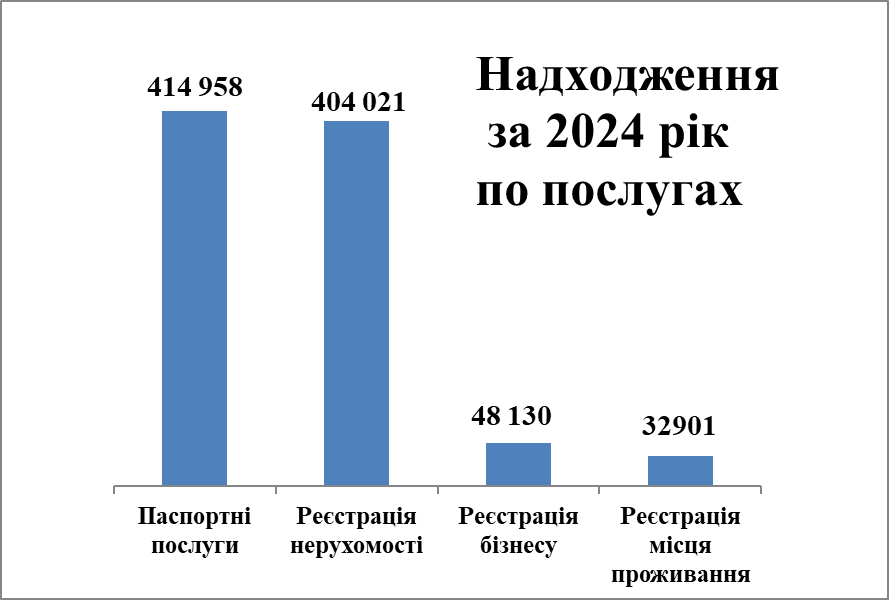 Надходження
за 2024 рік
по послугах
414 958
404 021
48 130
32901
Паспортні
послуги
Реєстрація
нерухомості
Реєстрація
бізнесу
Реєстрація
місця
проживання